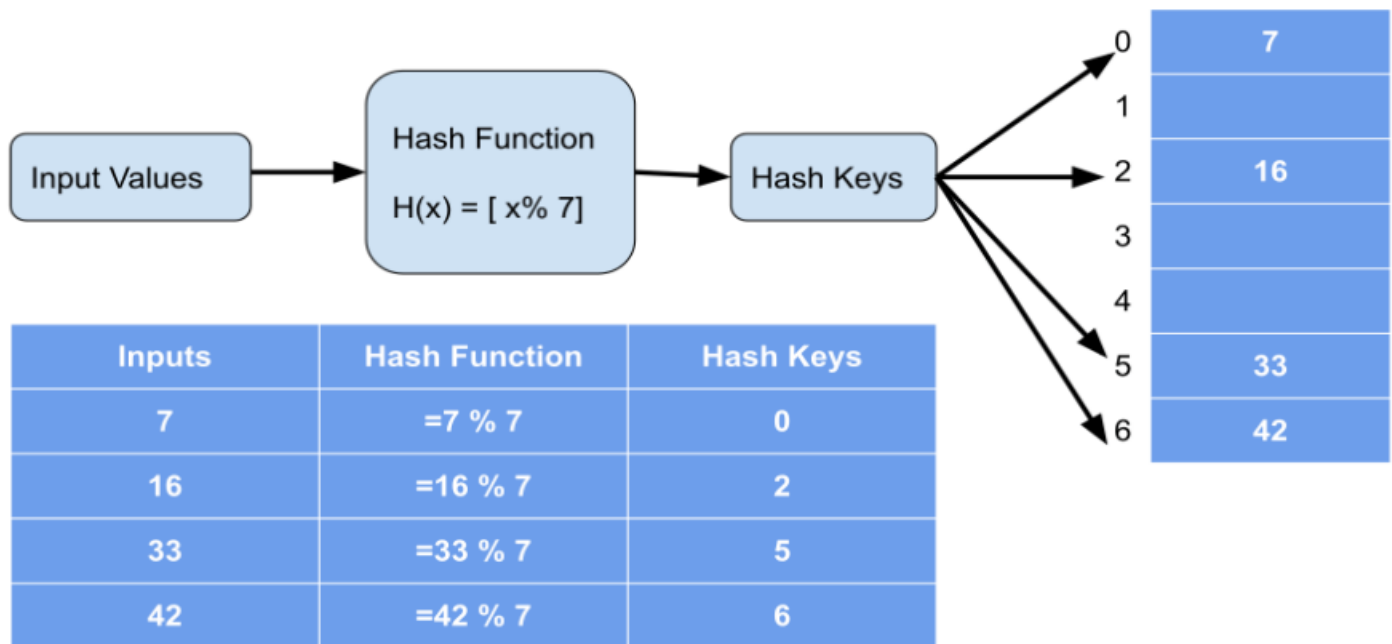 Input Values
Hash Function
H(x) = [ x% 7]
Hash Keys
0 7
1
2 16
3
4
5 33
6 42
Inputs Hash Function Hash Keys
7 =7 % 7 0
16 =16 % 7 2
33 =33 % 7 5
42 =42 % 7 6